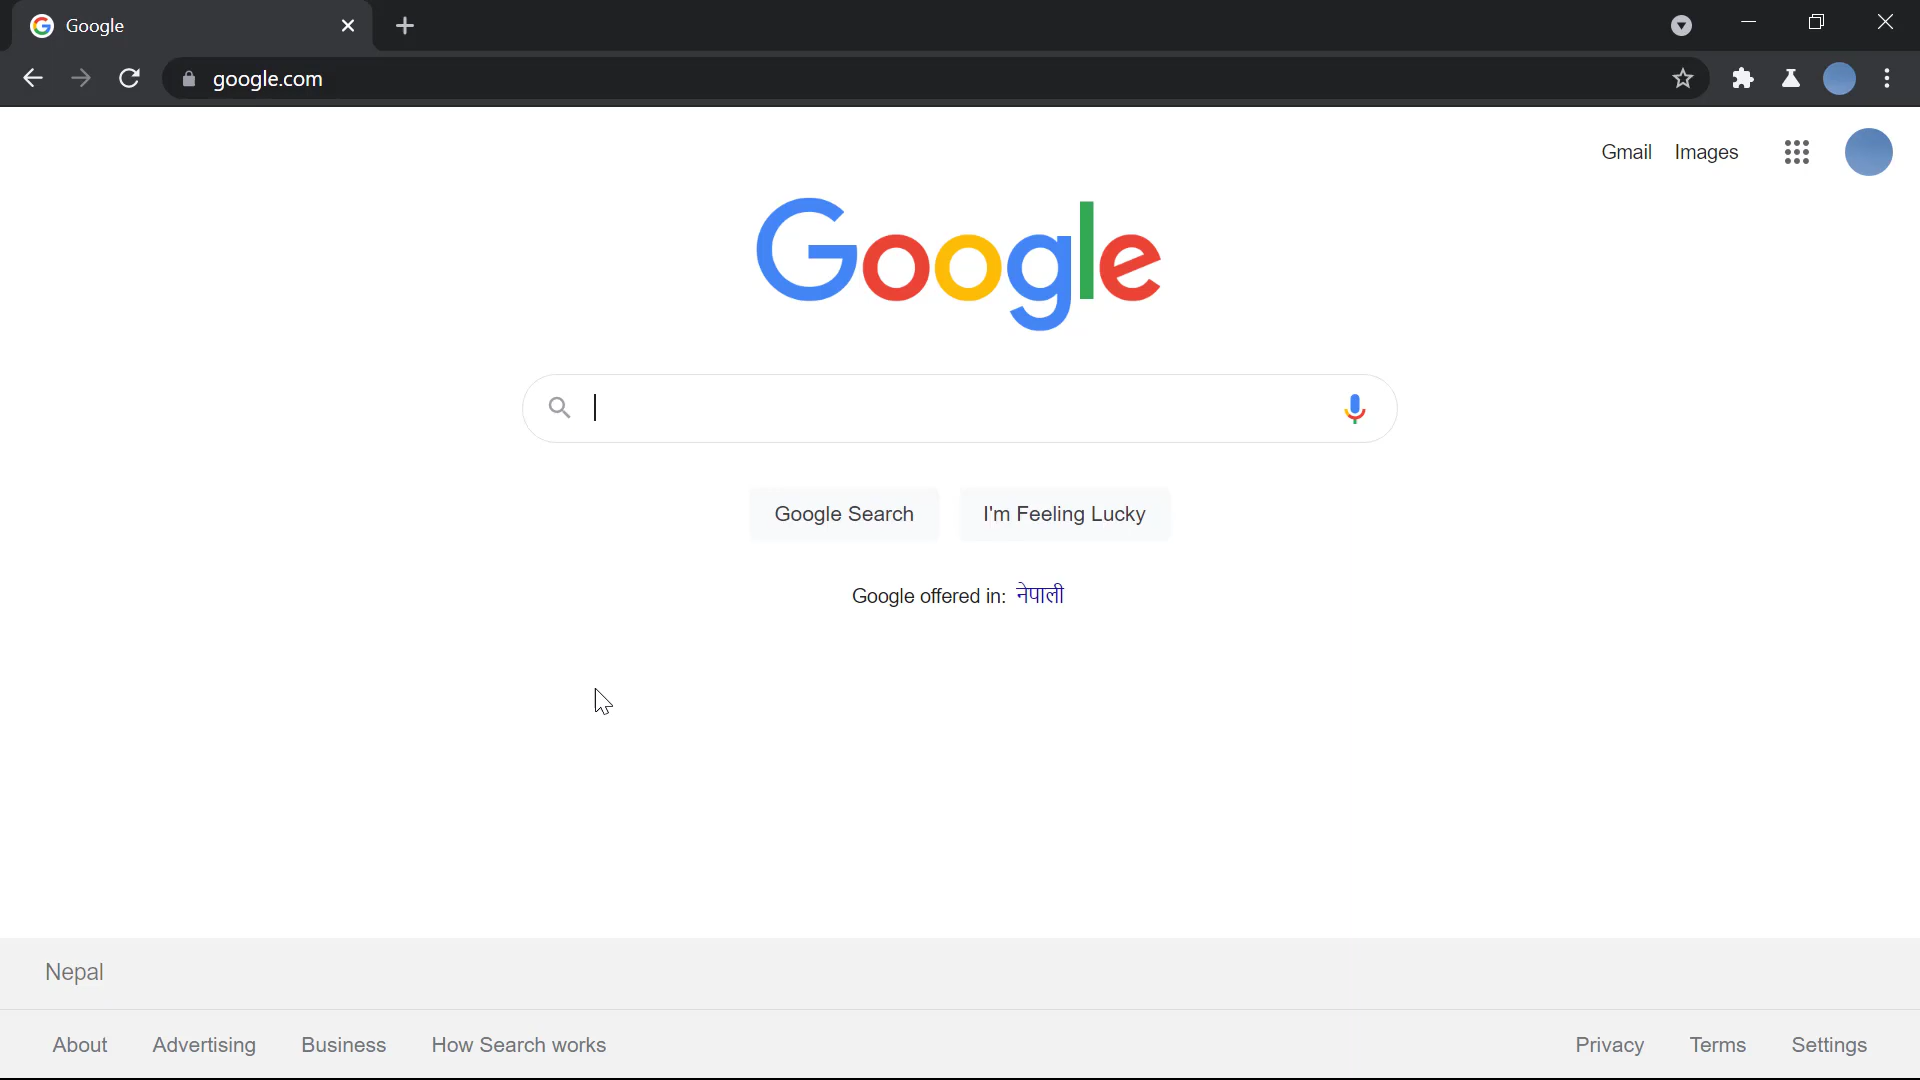 Google
google.com
Gmail Images
Google
Google Search I'm Feeling Lucky
Google offered in: नेपाली
Nepal
About Advertising Business How Search works Privacy Terms Settings